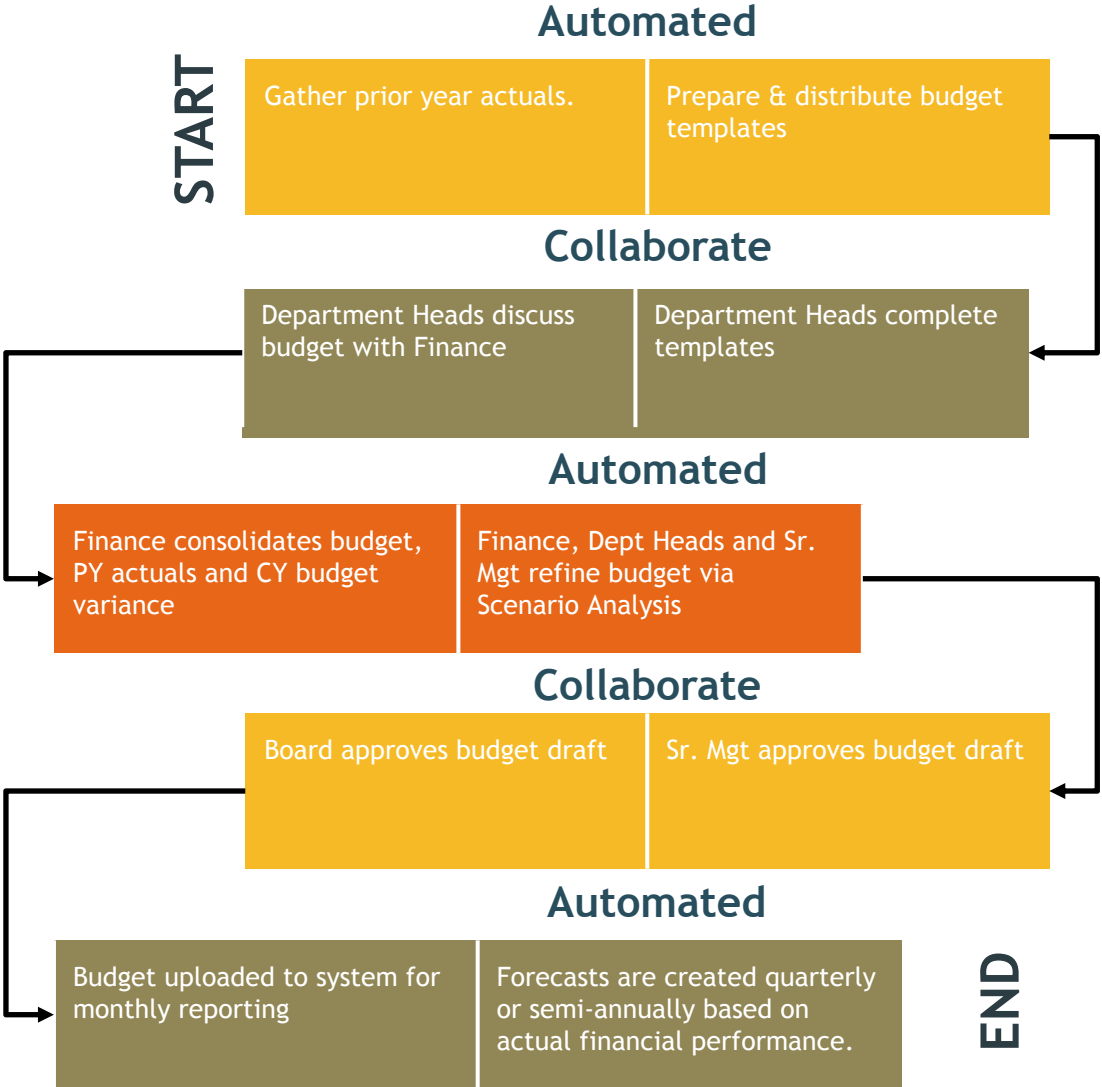 Automated
START
Gather prior year actuals.
Prepare & distribute budget
templates
Collaborate
Department Heads discuss
budget with Finance
Department Heads complete
templates
Automated
Finance consolidates budget,
PY actuals and CY budget
variance
Finance, Dept Heads and Sr.
Mgt refine budget via
Scenario Analysis
Collaborate
Board approves budget draft
Sr. Mgt approves budget draft
Automated
Budget uploaded to system for
monthly reporting
Forecasts are created quarterly
or semi-annually based on
actual financial performance.
END